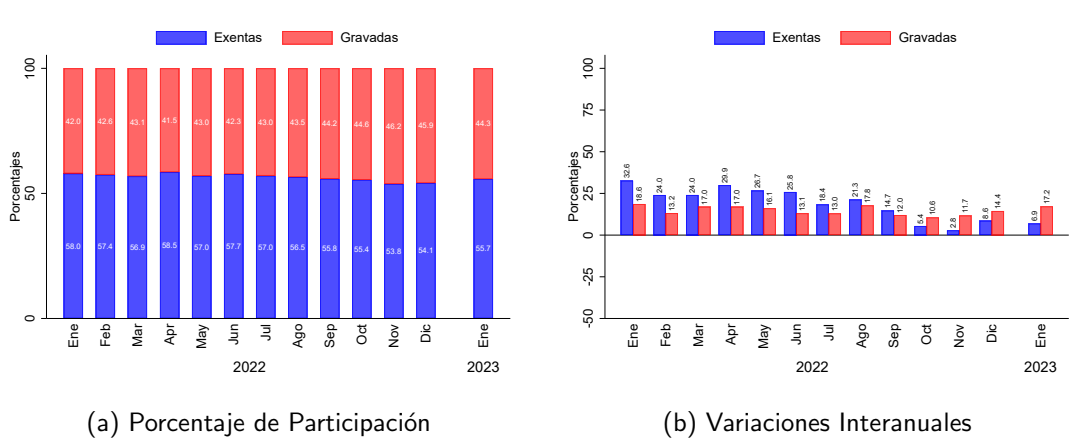 Exentas Gravadas
Porcentajes
100
50
0
42.0 42.6 43.1 41.5 43.0 42.3 43.0 43.5 44.2 44.6 46.2 45.9 44.3
58.0 57.4 56.9 58.5 57.0 57.7 57.0 56.5 55.8 55.4 53.8 54.1 55.7
Ene Feb Mar Apr May Jun Jul Ago Sep Oct Nov Dic Ene
2022 2023
(a) Porcentaje de Participación
Exentas Gravadas
Porcentajes
100
75
50
25
0
-25
-50
32.6 18.6 24.0 13.2 24.0 17.0 29.9 17.0 26.7 16.1 25.8 13.1 18.4 13.0 21.3 17.8 14.7 12.0 5.4 10.6 2.8 11.7 8.6 14.4 6.9 17.2
Ene Feb Mar Apr May Jun Jul Ago Sep Oct Nov Dic Ene
2022 2023
(b) Variaciones Interanuales